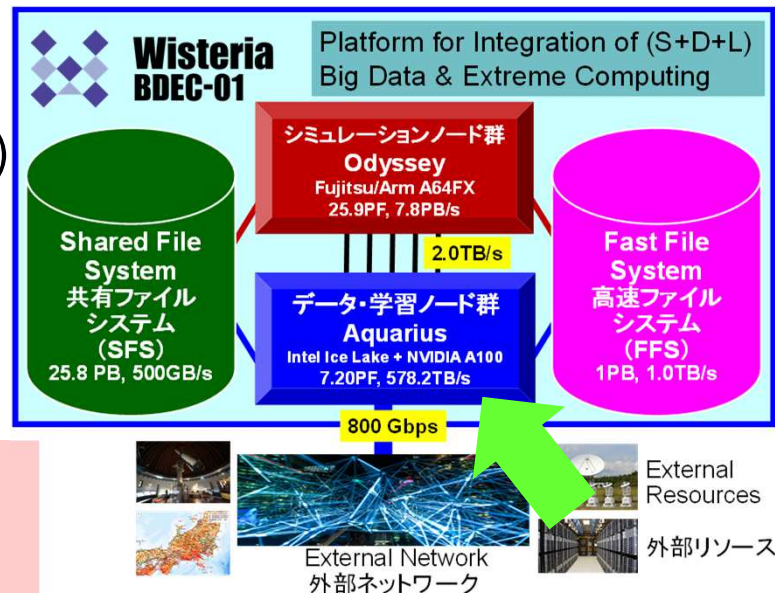 Wisteria
BDEC-01
Platform for Integration of (S+D+L)
Big Data & Extreme Computing
)
シミュレーションノード群
Odyssey
Fujitsu/Arm A64FX
25.9PF, 7.8PB/s
Shared File
System
共有ファイル
システム
(SFS)
25.8 PB, 500GB/s
2.0TB/s
Fast File
System
高速ファイル
システム
(FFS)
1PB, 1.0TB/s
データ・学習ノード群
Aquarius
Intel Ice Lake + NVIDIA A100
7.20PF, 578.2TB/s
800 Gbps
External
Resources
外部リソース
External Network
外部ネットワーク